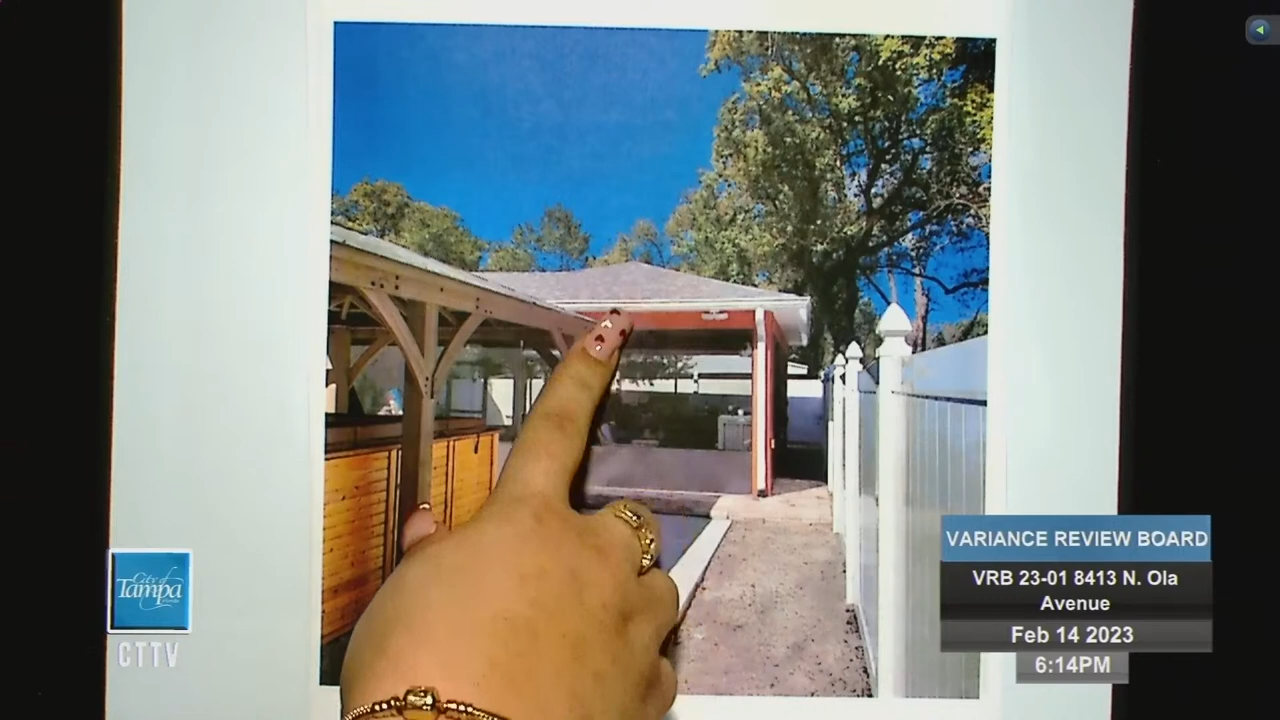 VARIANCE REVIEW BOARD
VRB 23-01 8413 N. Ola
Avenue
Feb 14 2023
6:14PM
City of
Tampa
CTTV